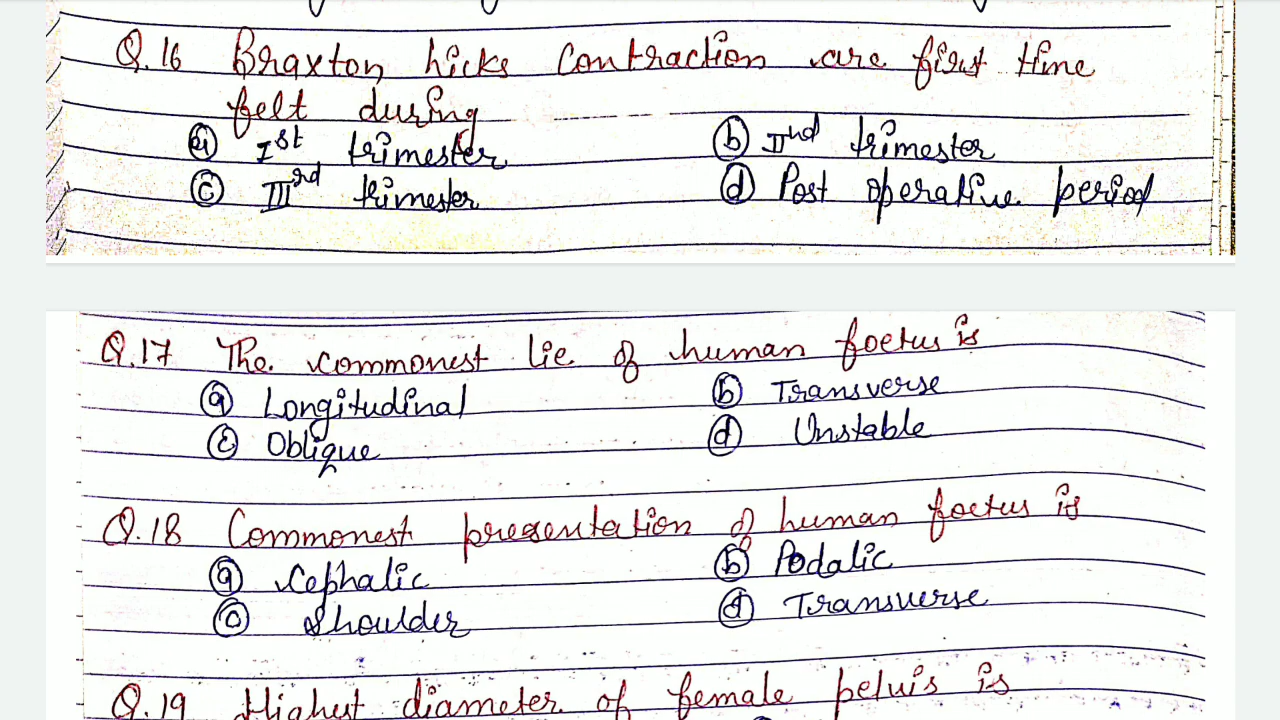 Q.16 Braxton hicks contraction are first time
felt during
(a) Ist trimester (b) IInd trimester
(c) IIIrd trimester (d) Post operative period
Q.17 The commonest lie of human foetus is
(a) Longitudinal (b) Transverse
(c) Oblique (d) Unstable
Q.18 Commonest presentation of human foetus is
(a) Cephalic (b) Podalic
(c) Shoulder (d) Transverse
Q.19 Highest diameter of female pelvis is